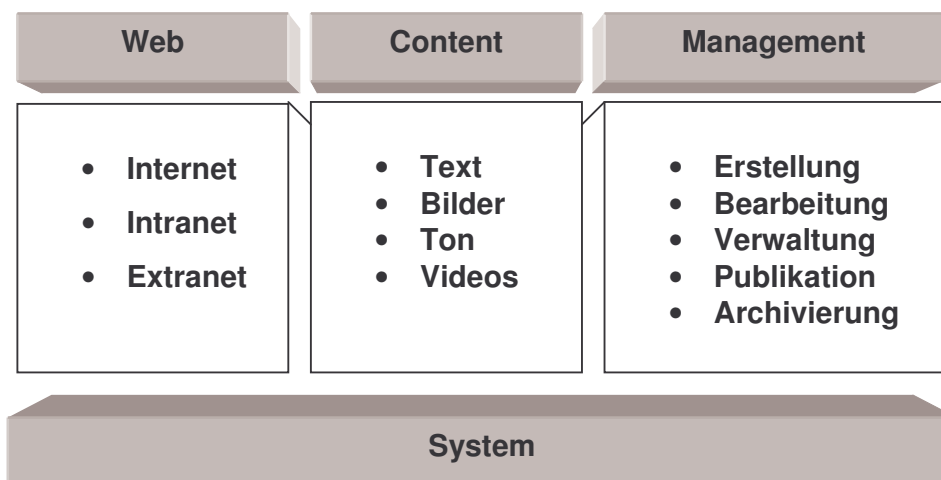 Web
Content
Management
• Internet
• Intranet
• Extranet
• Text
• Bilder
• Ton
• Videos
• Erstellung
• Bearbeitung
• Verwaltung
• Publikation
• Archivierung
System